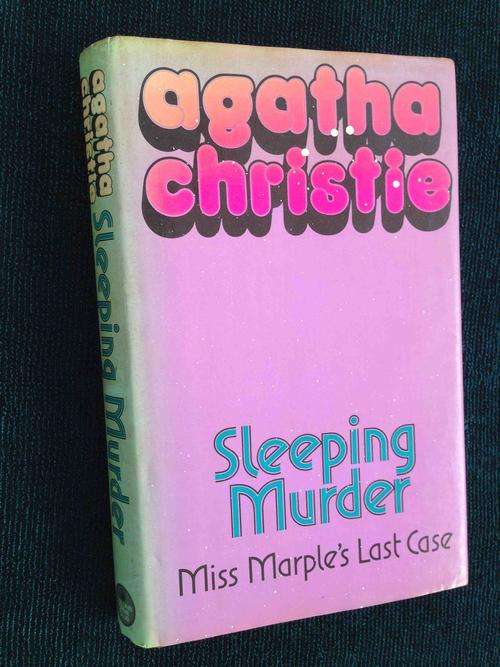 agatha
christie
Sleeping
Murder
Miss Marple's Last Case
agatha
christie
Sleeping Murder